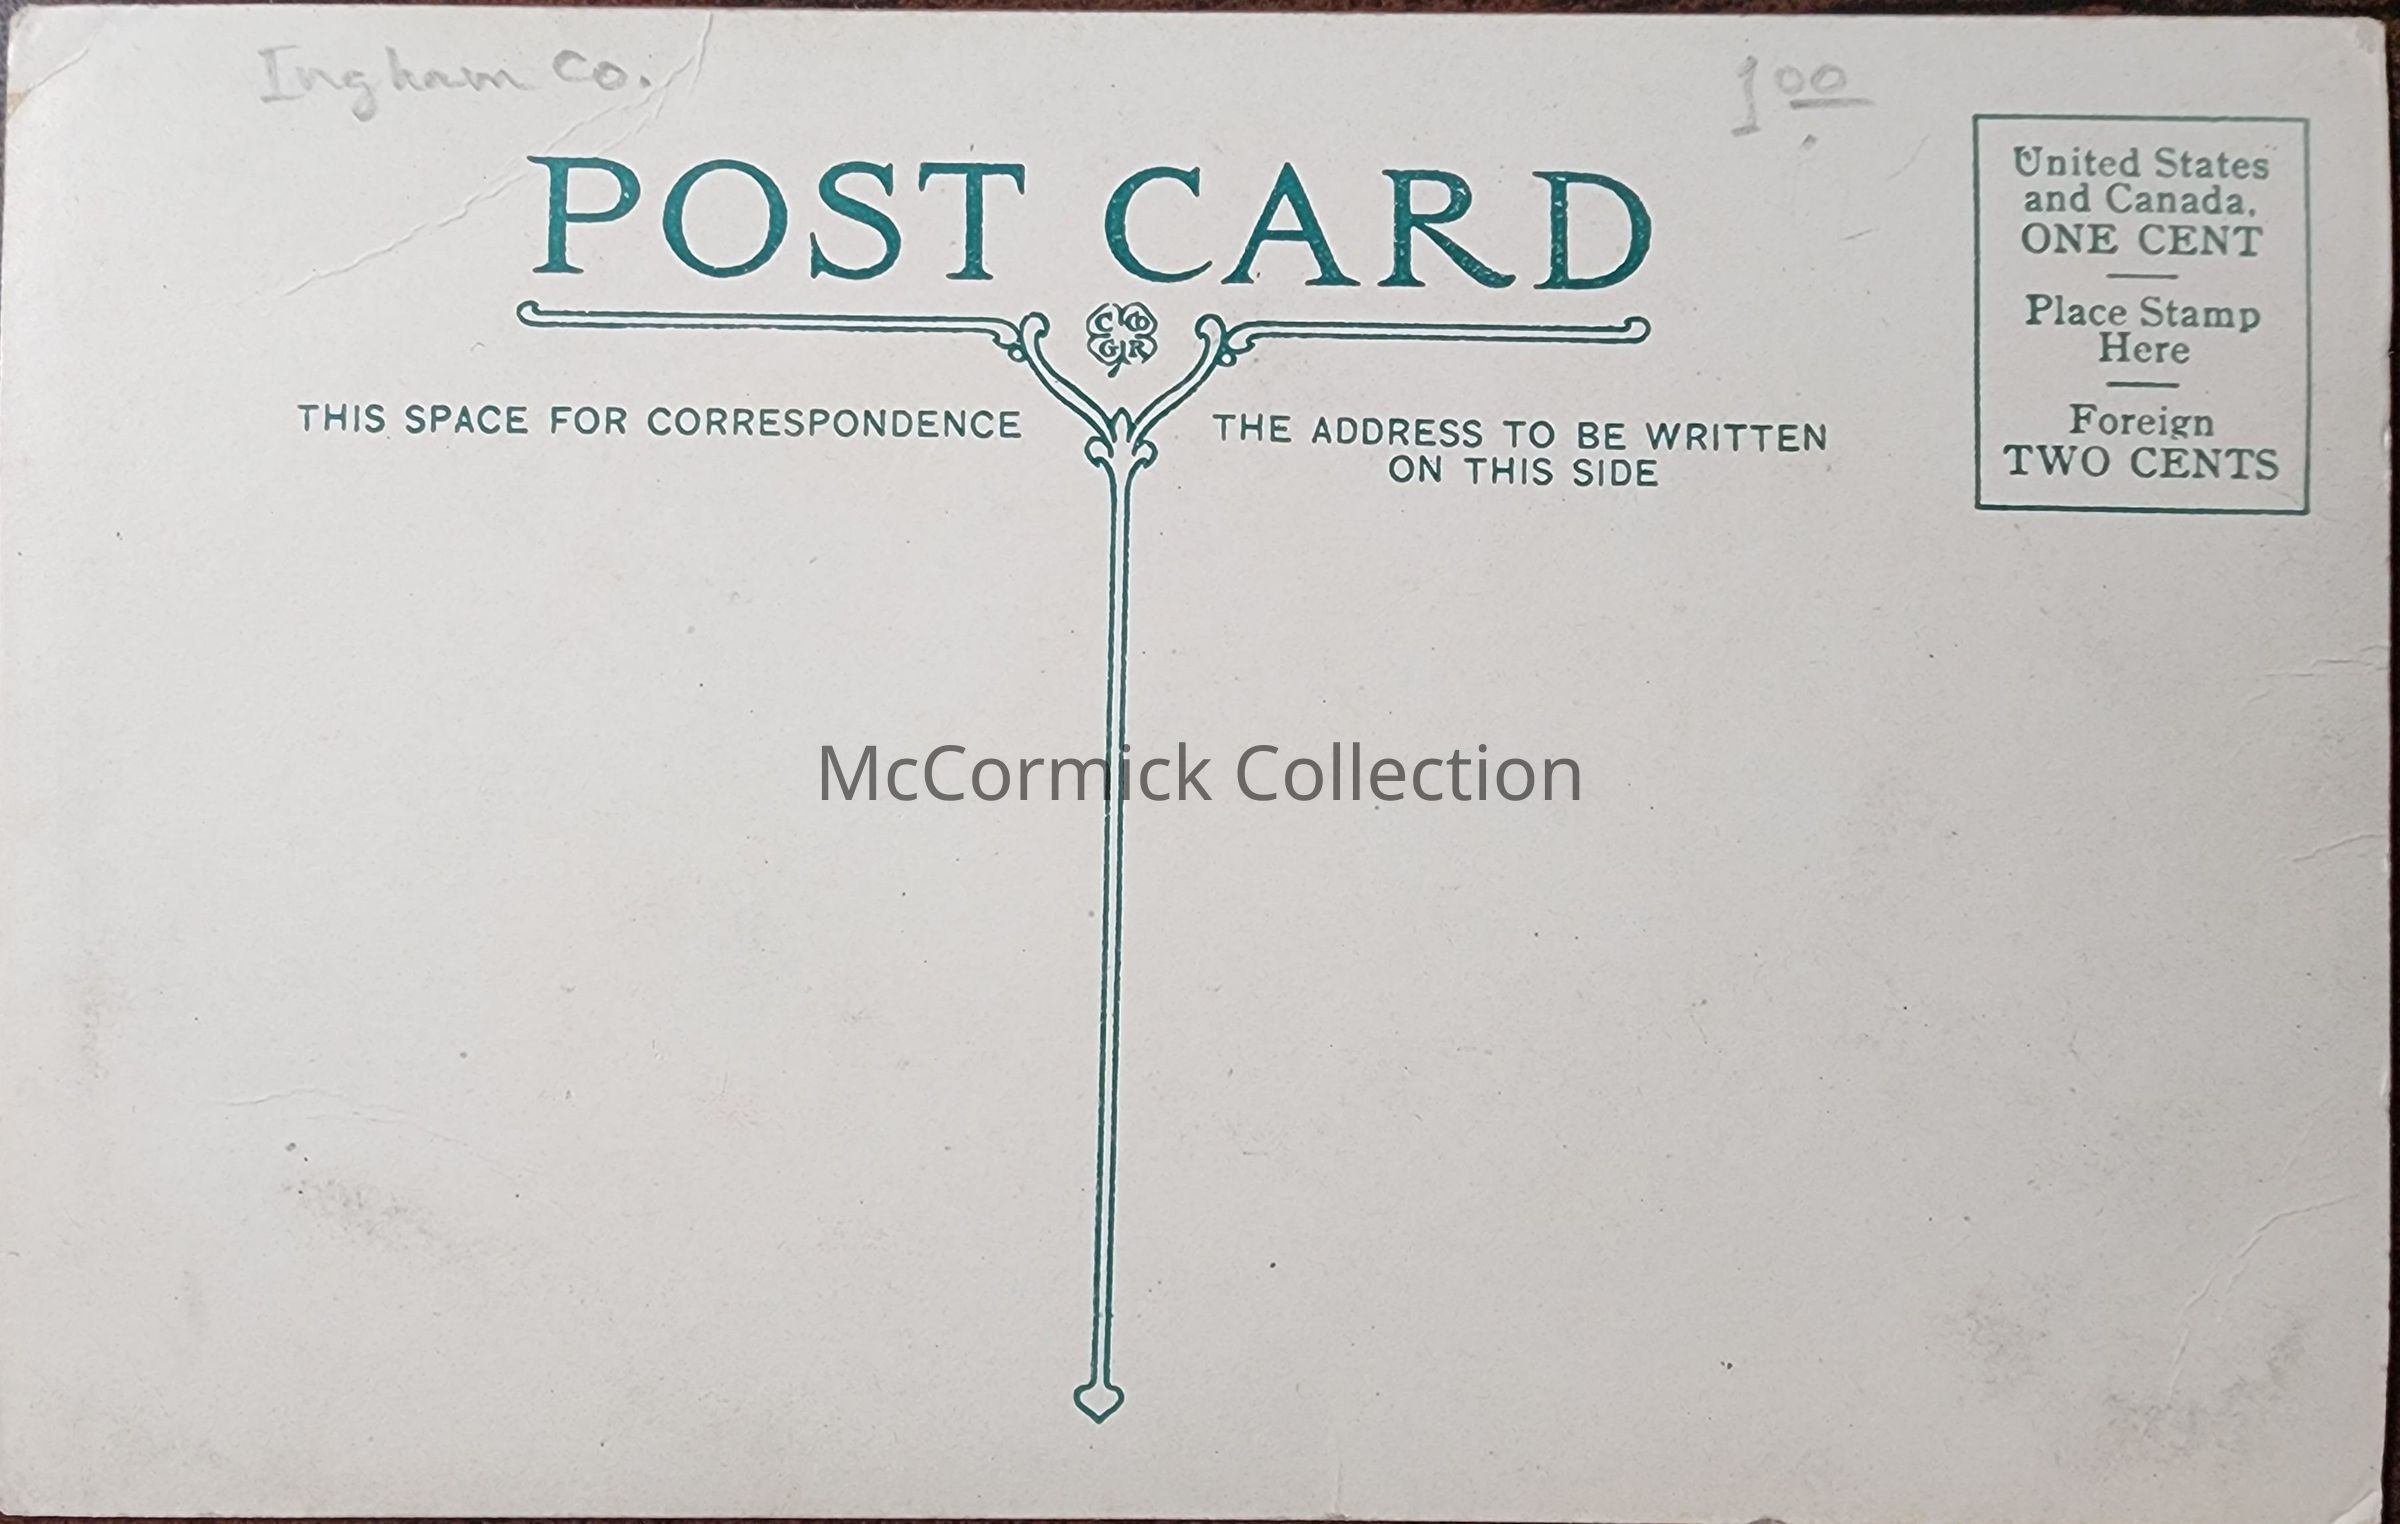 Ingham Co.
1 00
POST CARD
C Co
G R
THIS SPACE FOR CORRESPONDENCE
THE ADDRESS TO BE WRITTEN
ON THIS SIDE
United States
and Canada,
ONE CENT
Place Stamp
Here
Foreign
TWO CENTS
McCormick Collection